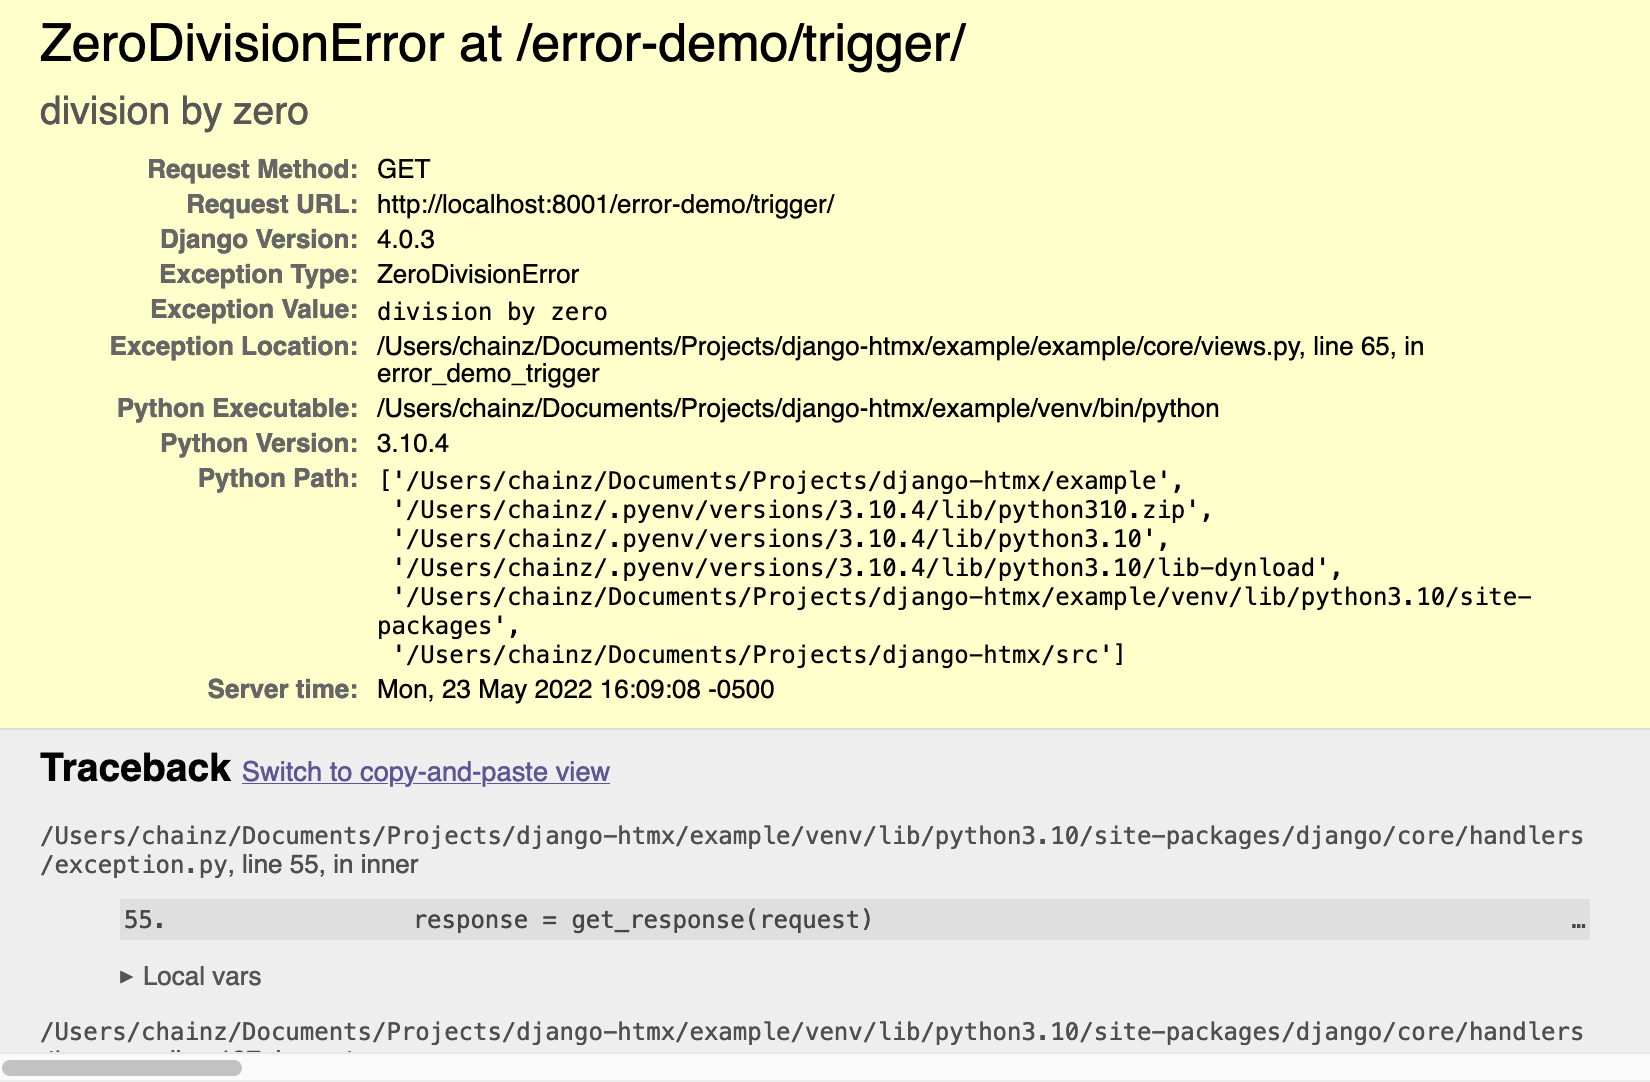 ZeroDivisionError at /error-demo/trigger/
division by zero
Request Method: GET
Request URL: http://localhost:8001/error-demo/trigger/
Django Version: 4.0.3
Exception Type: ZeroDivisionError
Exception Value: division by zero
Exception Location: /Users/chainz/Documents/Projects/django-htmx/example/example/core/views.py, line 65, in
error_demo_trigger
Python Executable: /Users/chainz/Documents/Projects/django-htmx/example/venv/bin/python
Python Version: 3.10.4
Python Path: ['/Users/chainz/Documents/Projects/django-htmx/example',
'/Users/chainz/.pyenv/versions/3.10.4/lib/python310.zip',
'/Users/chainz/.pyenv/versions/3.10.4/lib/python3.10',
'/Users/chainz/.pyenv/versions/3.10.4/lib/python3.10/lib-dynload',
'/Users/chainz/Documents/Projects/django-htmx/example/venv/lib/python3.10/site-
packages',
'/Users/chainz/Documents/Projects/django-htmx/src']
Server time: Mon, 23 May 2022 16:09:08 -0500
Traceback Switch to copy-and-paste view
/Users/chainz/Documents/Projects/django-htmx/example/venv/lib/python3.10/site-packages/django/core/handlers
/exception.py, line 55, in inner
55. response = get_response(request) …
▶ Local vars
/Users/chainz/Documents/Projects/django-htmx/example/venv/lib/python3.10/site-packages/django/core/handlers